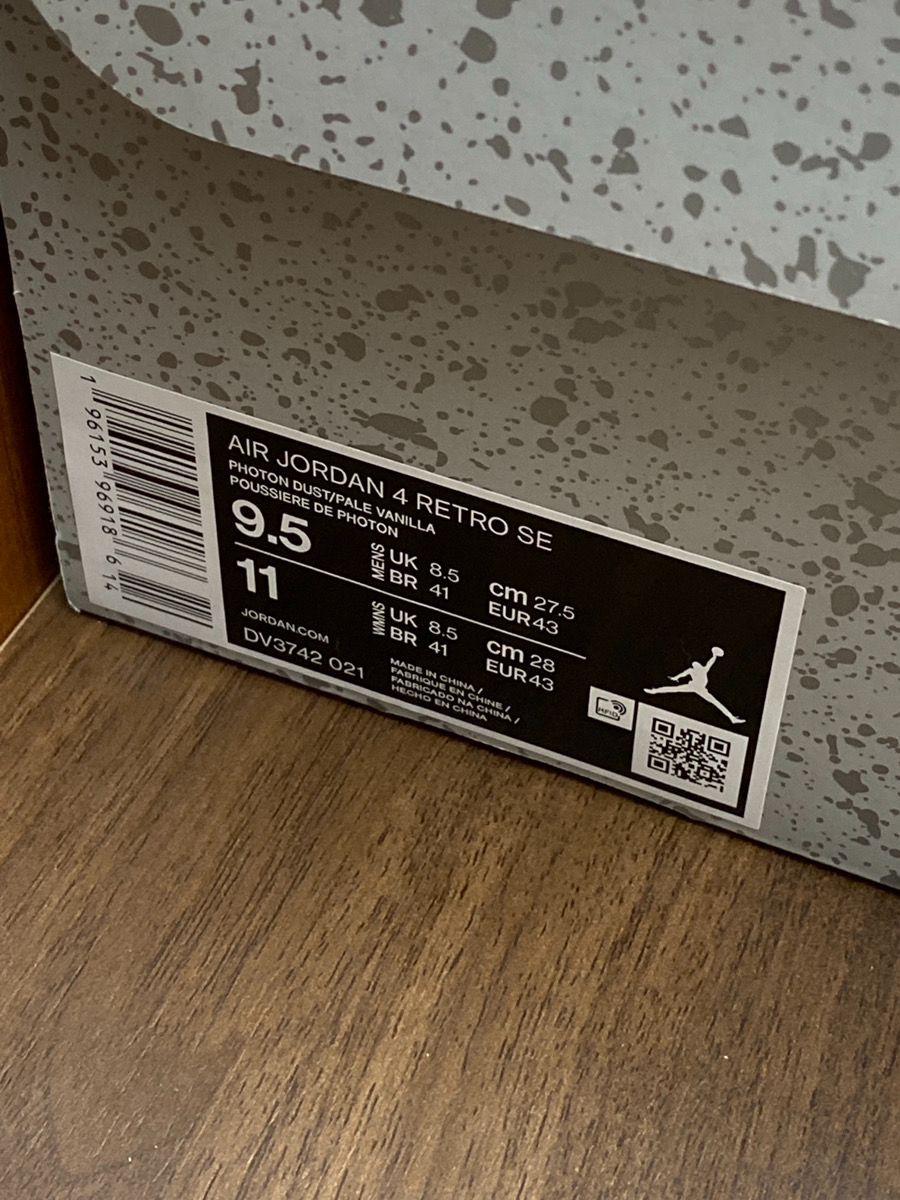 1 96153 96918 6 14
AIR JORDAN 4 RETRO SE
PHOTON DUST/PALE VANILLA
POUSSIERE DE PHOTON
9.5
MENS
UK 8.5
BR 41
cm 27.5
EUR 43
11
WMNS
UK 8.5
BR 41
cm 28
EUR 43
JORDAN.COM
DV3742 021
MADE IN CHINA /
FABRIQUE EN CHINE /
FABRICADO NA CHINA /
HECHO EN CHINA
RFID